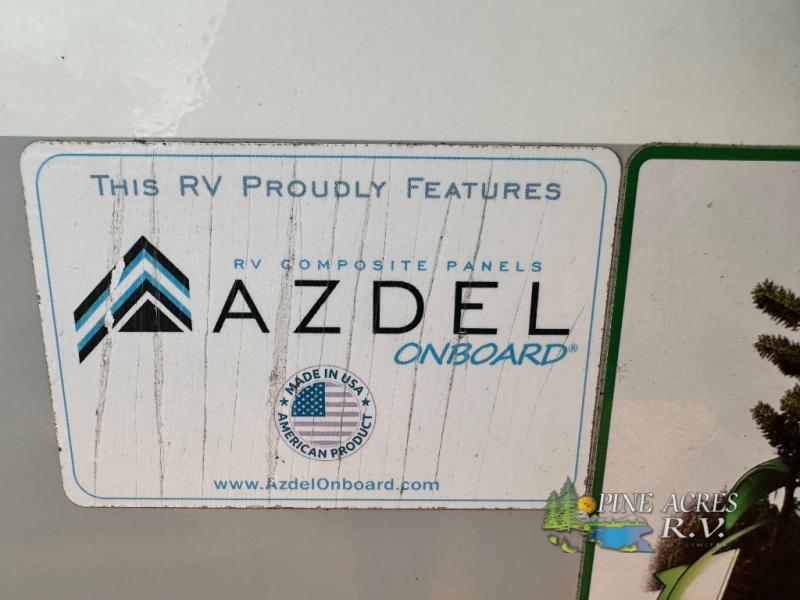 THIS RV PROUDLY FEATURES
RV COMPOSITE PANELS
AZDEL
ONBOARD®
MADE IN USA
AMERICAN PRODUCT
www.AzdelOnboard.com
PINE ACRES
R.V.
LIMITED